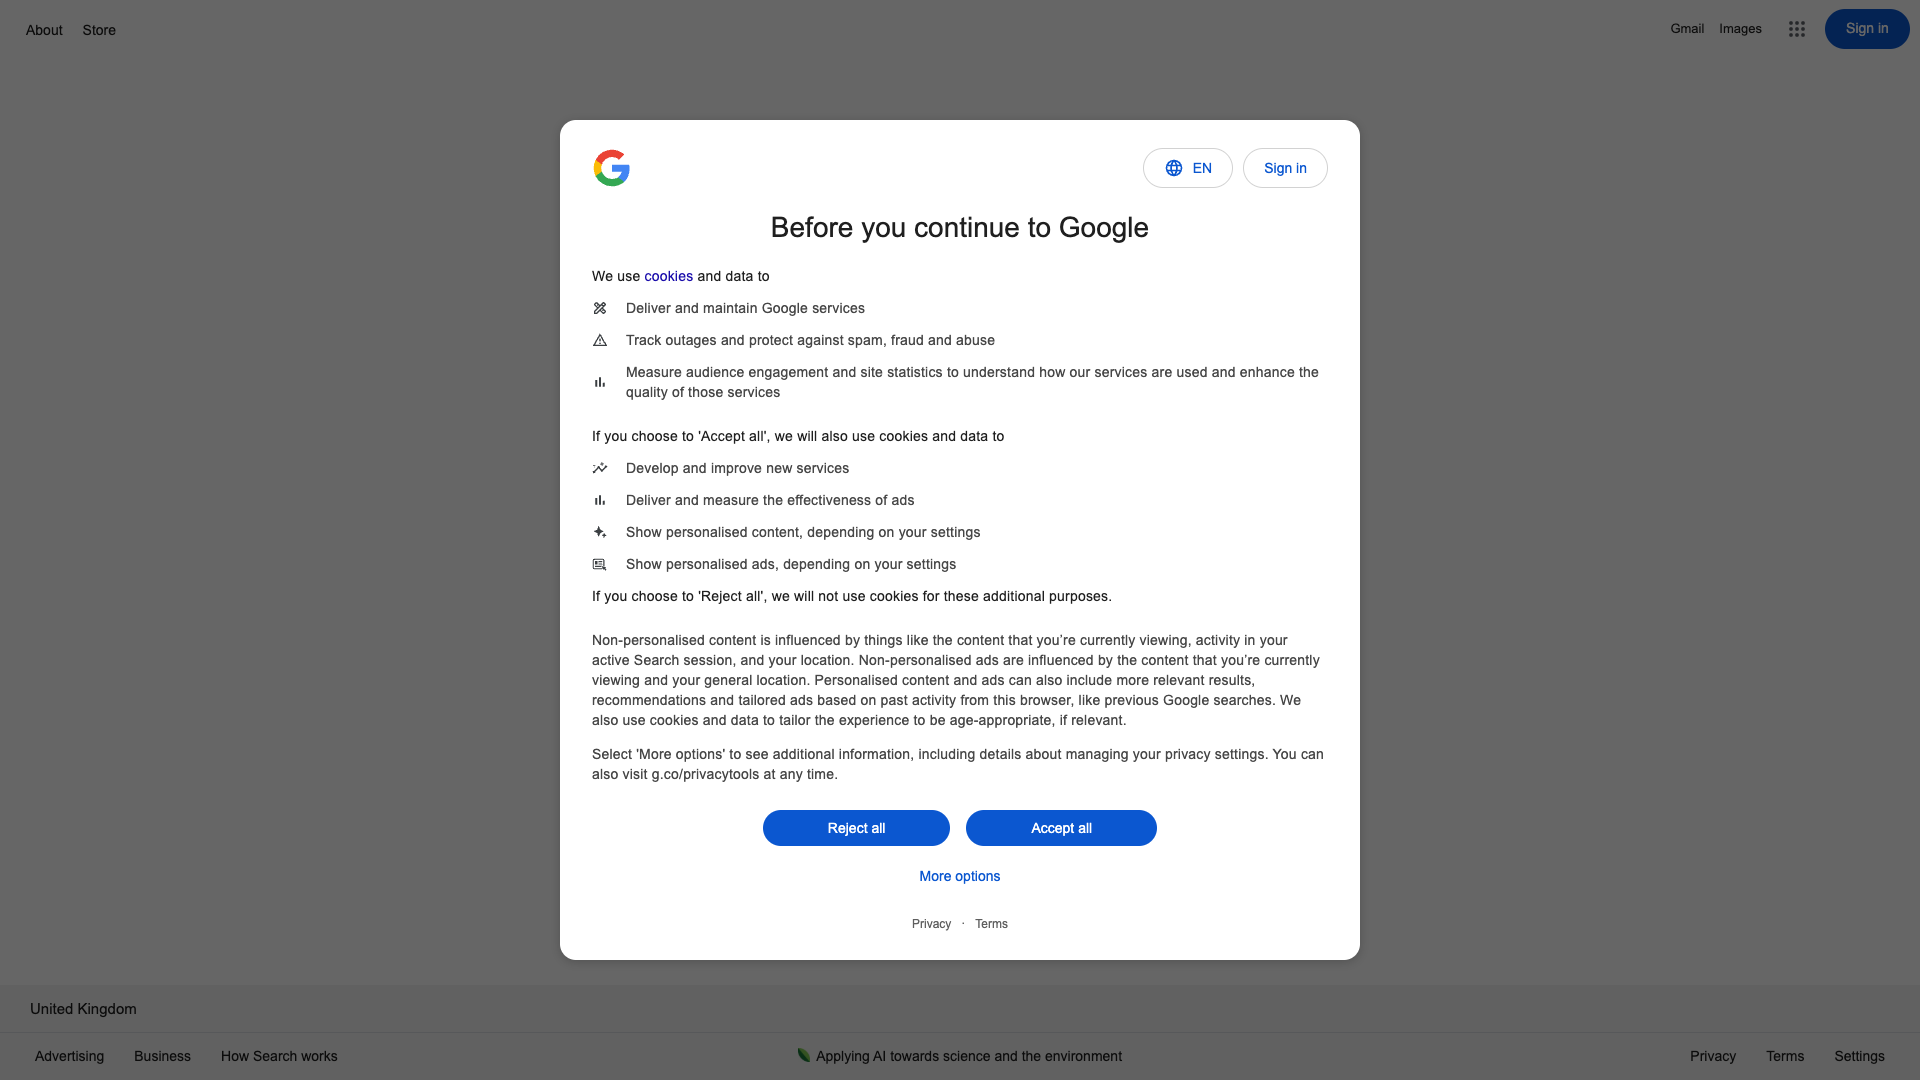 About Store
Gmail Images Sign in
EN Sign in
Before you continue to Google
We use cookies and data to
Deliver and maintain Google services
Track outages and protect against spam, fraud and abuse
Measure audience engagement and site statistics to understand how our services are used and enhance the
quality of those services
If you choose to 'Accept all', we will also use cookies and data to
Develop and improve new services
Deliver and measure the effectiveness of ads
Show personalised content, depending on your settings
Show personalised ads, depending on your settings
If you choose to 'Reject all', we will not use cookies for these additional purposes.
Non-personalised content is influenced by things like the content that you’re currently viewing, activity in your
active Search session, and your location. Non-personalised ads are influenced by the content that you’re currently
viewing and your general location. Personalised content and ads can also include more relevant results,
recommendations and tailored ads based on past activity from this browser, like previous Google searches. We
also use cookies and data to tailor the experience to be age-appropriate, if relevant.
Select 'More options' to see additional information, including details about managing your privacy settings. You can
also visit g.co/privacytools at any time.
Reject all Accept all
More options
Privacy · Terms
United Kingdom
Advertising Business How Search works Applying AI towards science and the environment Privacy Terms Settings